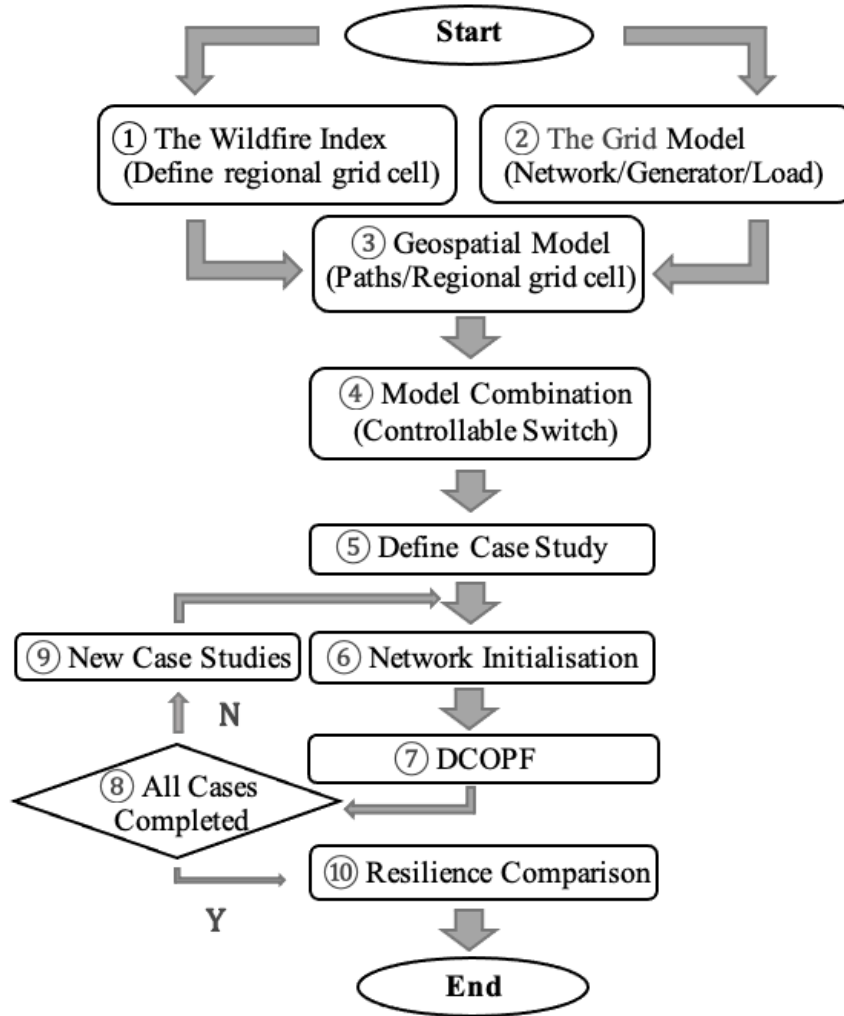 Start
① The Wildfire Index
(Define regional grid cell)
② The Grid Model
(Network/Generator/Load)
③ Geospatial Model
(Paths/Regional grid cell)
④ Model Combination
(Controllable Switch)
⑤ Define Case Study
⑨ New Case Studies
⑥ Network Initialisation
N
⑦ DCOPF
⑧ All Cases
Completed
⑩ Resilience Comparison
Y
End